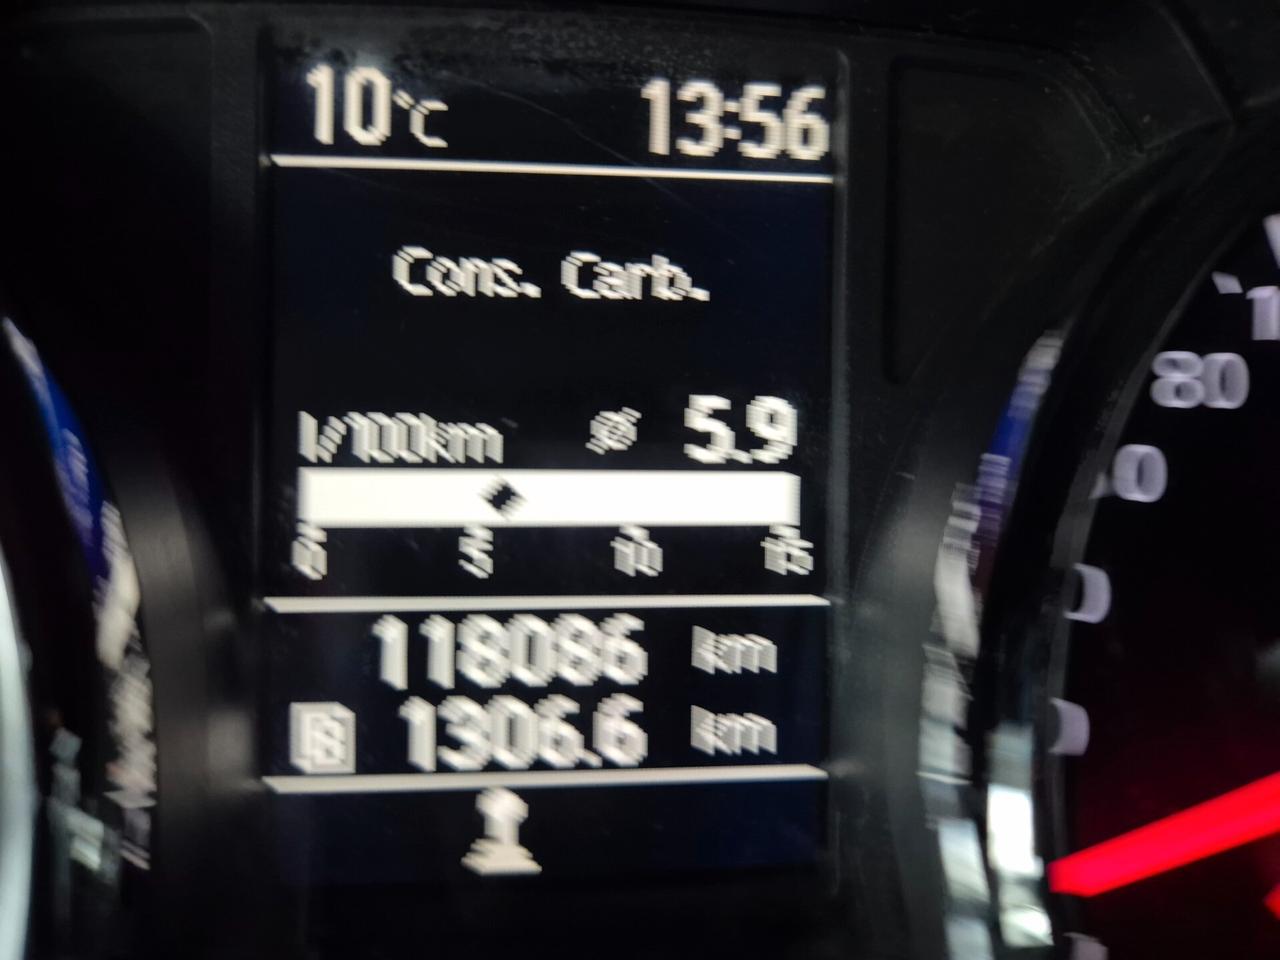 10°C 13:56
Cons. Carb.
l/100km ø 5.9
0 5 10 15
118086 km
B 1306.6 km
80